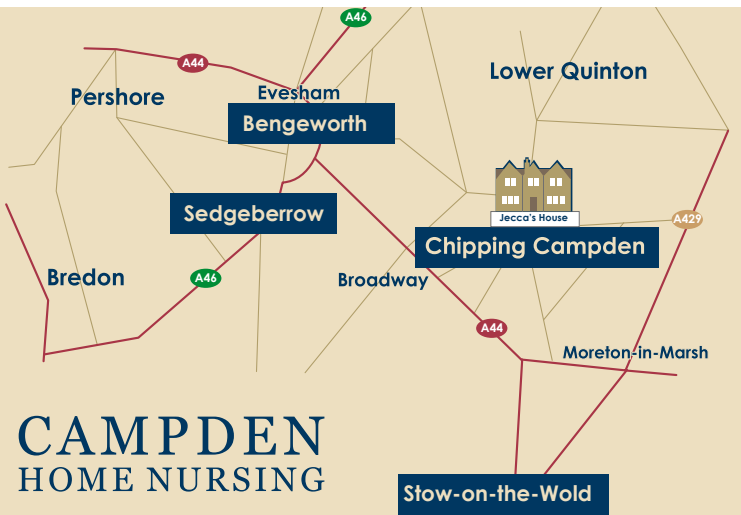 A46
A44
Lower Quinton
Pershore
Evesham
Bengeworth
Sedgeberrow
Jecca's House
A429
Chipping Campden
Bredon
A46
Broadway
A44
Moreton-in-Marsh
CAMPDEN
HOME NURSING
Stow-on-the-Wold